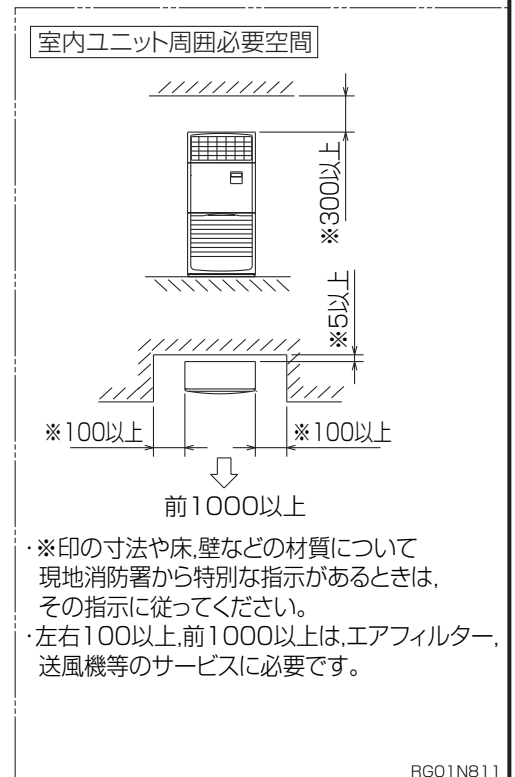 室内ユニット周囲必要空間
※300以上
※5以上
※100以上
※100以上
前1000以上
・※印の寸法や床,壁などの材質について
現地消防署から特別な指示があるときは,
その指示に従ってください。
・左右100以上,前1000以上は,エアフィルター,
送風機等のサービスに必要です。
RG01N811